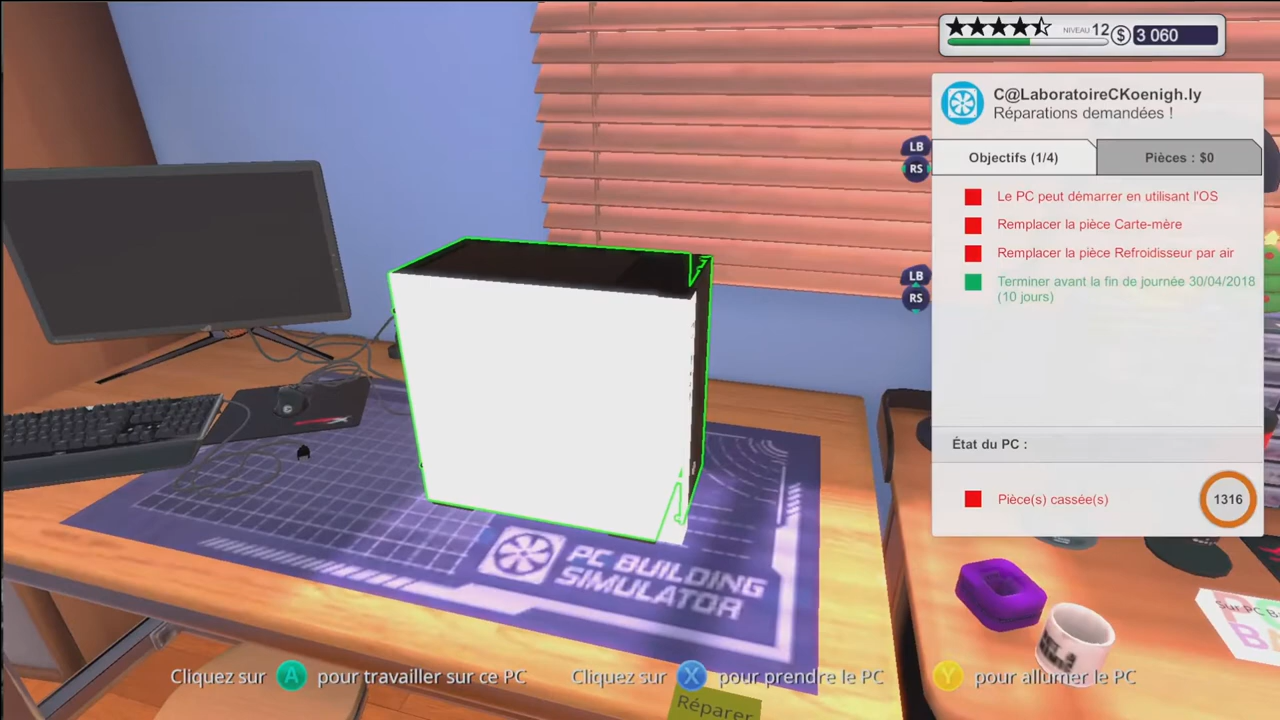 NIVEAU 12 $ 3 060
C@LaboratoireCKoenigh.ly
Réparations demandées !
LB
RS
Objectifs (1/4)
Pièces : $0
Le PC peut démarrer en utilisant l'OS
Remplacer la pièce Carte-mère
Remplacer la pièce Refroidisseur par air
LB
RS
Terminer avant la fin de journée 30/04/2018
(10 jours)
État du PC :
Pièce(s) cassée(s)
1316
PC BUILDING
SIMULATOR
Cliquez sur A pour travailler sur ce PC
Cliquez sur X pour prendre le PC
Y pour allumer le PC
Réparer